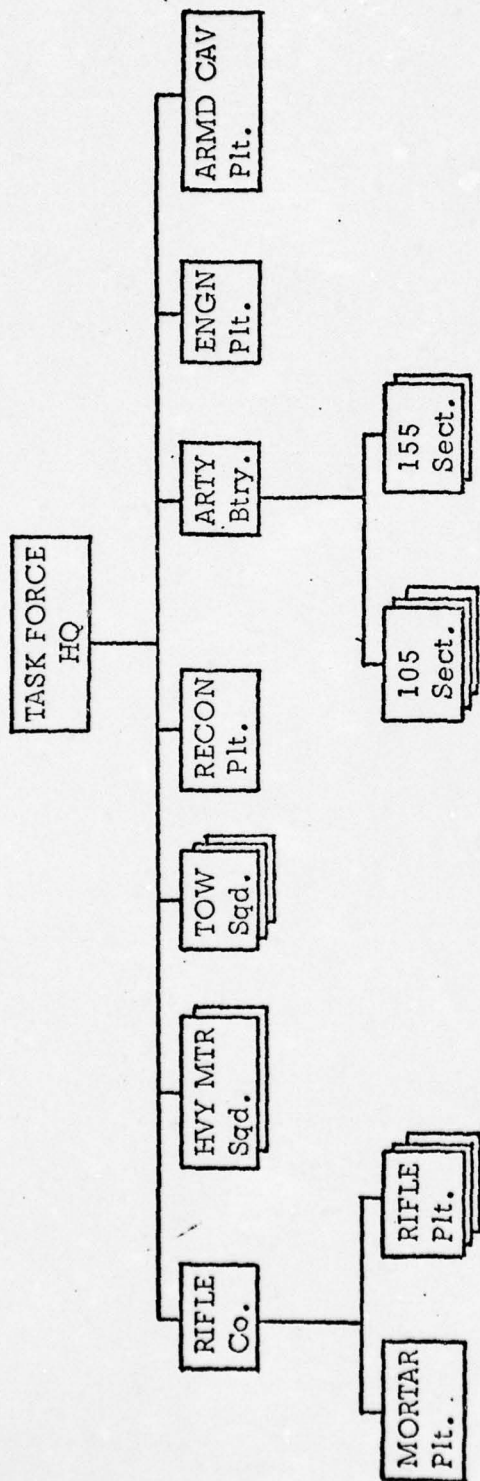 TASK FORCE
HQ
RIFLE
Co.
HVY MTR
Sqd.
TOW
Sqd.
RECON
Plt.
ARTY
Btry.
ENGN
Plt.
ARMD CAV
Plt.
MORTAR
Plt.
RIFLE
Plt.
105
Sect.
155
Sect.